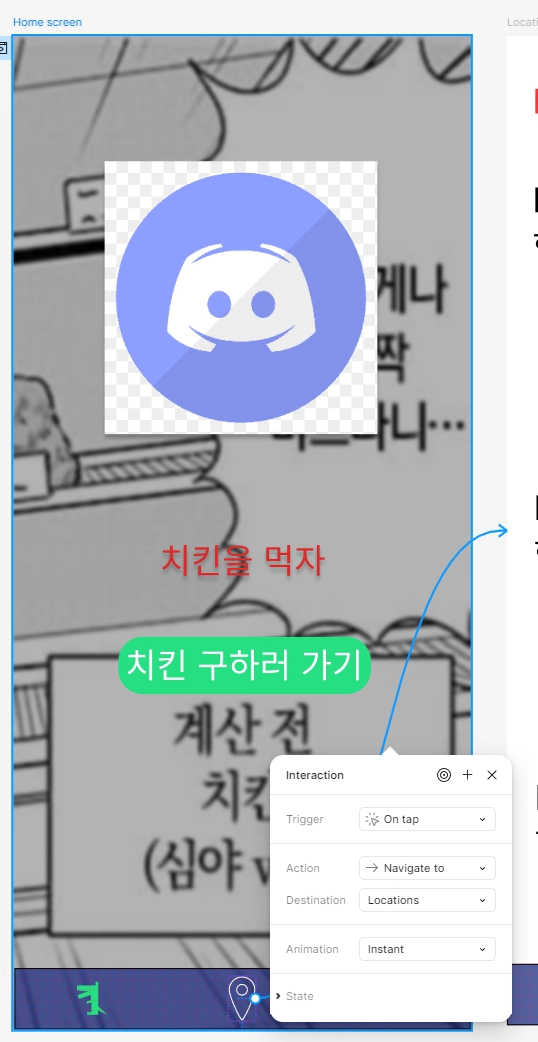 Home screen
Locati
게나
짝
니…
치킨을 먹자
치킨 구하러 가기
계산 전
치킨
(심야
Interaction
Trigger
On tap
Action
Navigate to
Destination
Locations
Animation
Instant
State